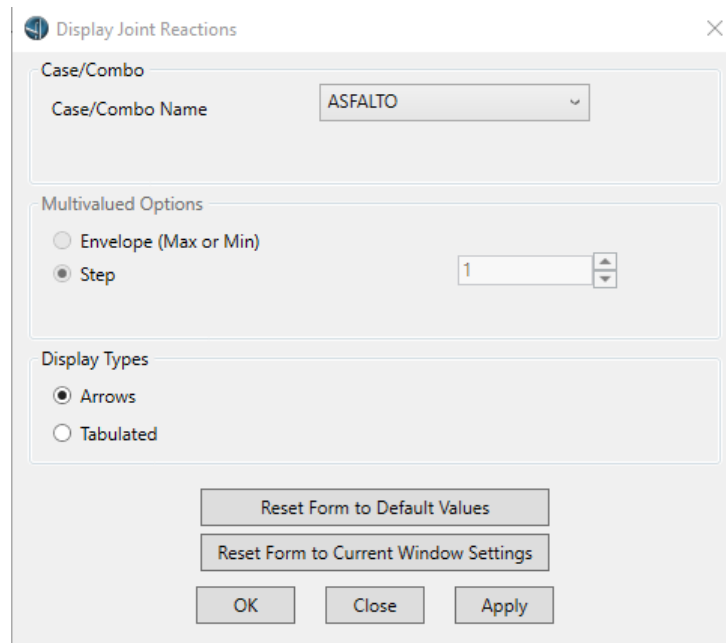 Display Joint Reactions
Case/Combo
Case/Combo Name
ASFALTO
Multivalued Options
Envelope (Max or Min)
Step
1
Display Types
Arrows
Tabulated
Reset Form to Default Values
Reset Form to Current Window Settings
OK
Close
Apply